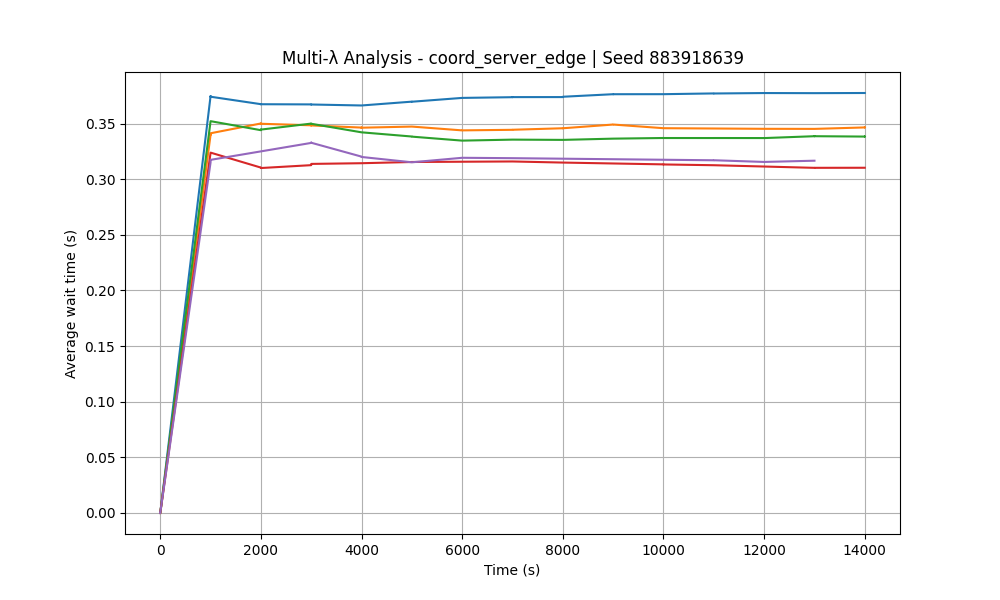 Multi-λ Analysis - coord_server_edge | Seed 883918639
Average wait time (s)
0.35
0.30
0.25
0.20
0.15
0.10
0.05
0.00
0 2000 4000 6000 8000 10000 12000 14000
Time (s)